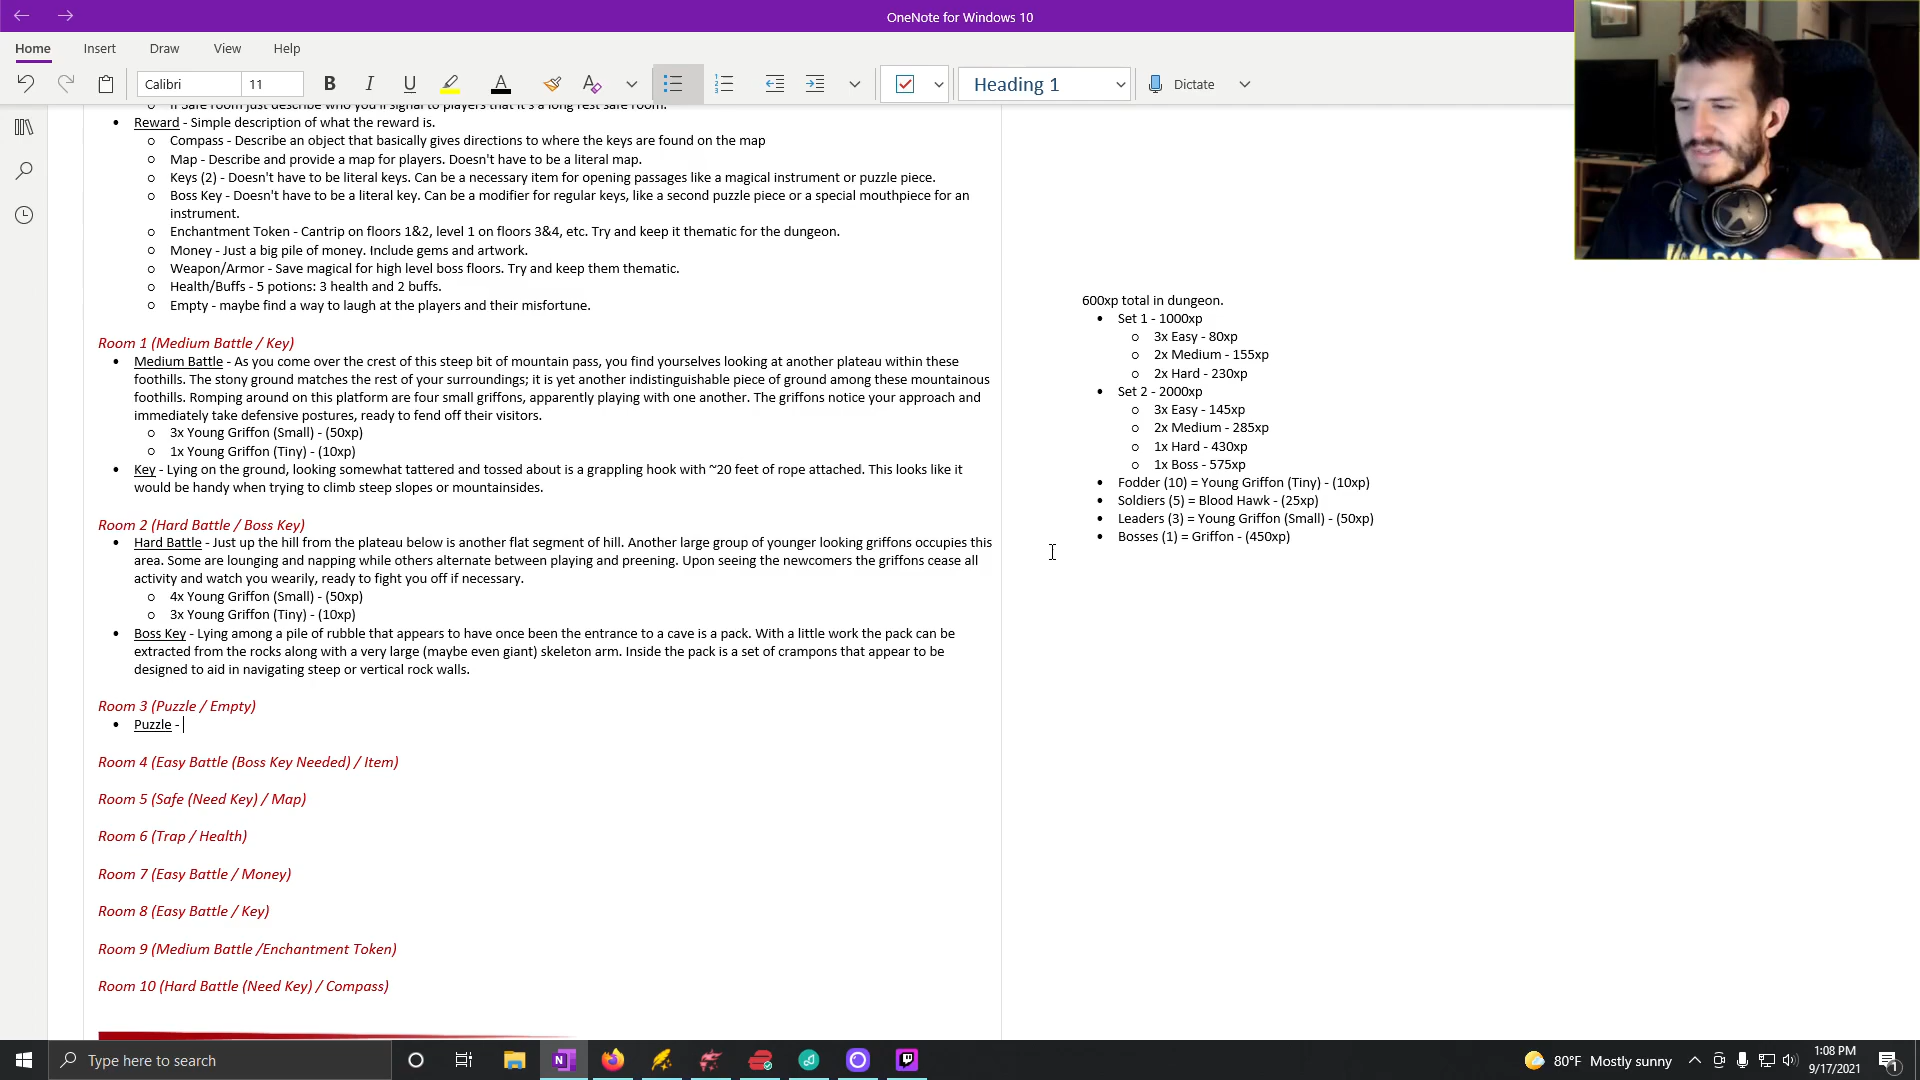 OneNote for Windows 10
Home Insert Draw View Help
Calibri 11 B I U A A Heading 1 Dictate
If Safe room just describe who you'll signal to players that it's a long rest safe room.
Reward - Simple description of what the reward is.
Compass - Describe an object that basically gives directions to where the keys are found on the map
Map - Describe and provide a map for players. Doesn't have to be a literal map.
Keys (2) - Doesn't have to be literal keys. Can be a necessary item for opening passages like a magical instrument or puzzle piece.
Boss Key - Doesn't have to be a literal key. Can be a modifier for regular keys, like a second puzzle piece or a special mouthpiece for an
instrument.
Enchantment Token - Cantrip on floors 1&2, level 1 on floors 3&4, etc. Try and keep it thematic for the dungeon.
Money - Just a big pile of money. Include gems and artwork.
Weapon/Armor - Save magical for high level boss floors. Try and keep them thematic.
Health/Buffs - 5 potions: 3 health and 2 buffs.
Empty - maybe find a way to laugh at the players and their misfortune.
Room 1 (Medium Battle / Key)
Medium Battle - As you come over the crest of this steep bit of mountain pass, you find yourselves looking at another plateau within these
foothills. The stony ground matches the rest of your surroundings; it is yet another indistinguishable piece of ground among these mountainous
foothills. Romping around on this platform are four small griffons, apparently playing with one another. The griffons notice your approach and
immediately take defensive postures, ready to fend off their visitors.
3x Young Griffon (Small) - (50xp)
1x Young Griffon (Tiny) - (10xp)
Key - Lying on the ground, looking somewhat tattered and tossed about is a grappling hook with ~20 feet of rope attached. This looks like it
would be handy when trying to climb steep slopes or mountainsides.
Room 2 (Hard Battle / Boss Key)
Hard Battle - Just up the hill from the plateau below is another flat segment of hill. Another large group of younger looking griffons occupies this
area. Some are lounging and napping while others alternate between playing and preening. Upon seeing the newcomers the griffons cease all
activity and watch you wearily, ready to fight you off if necessary.
4x Young Griffon (Small) - (50xp)
3x Young Griffon (Tiny) - (10xp)
Boss Key - Lying among a pile of rubble that appears to have once been the entrance to a cave is a pack. With a little work the pack can be
extracted from the rocks along with a very large (maybe even giant) skeleton arm. Inside the pack is a set of crampons that appear to be
designed to aid in navigating steep or vertical rock walls.
Room 3 (Puzzle / Empty)
Puzzle -
Room 4 (Easy Battle (Boss Key Needed) / Item)
Room 5 (Safe (Need Key) / Map)
Room 6 (Trap / Health)
Room 7 (Easy Battle / Money)
Room 8 (Easy Battle / Key)
Room 9 (Medium Battle /Enchantment Token)
Room 10 (Hard Battle (Need Key) / Compass)
600xp total in dungeon.
Set 1 - 1000xp
3x Easy - 80xp
2x Medium - 155xp
2x Hard - 230xp
Set 2 - 2000xp
3x Easy - 145xp
2x Medium - 285xp
1x Hard - 430xp
1x Boss - 575xp
Fodder (10) = Young Griffon (Tiny) - (10xp)
Soldiers (5) = Blood Hawk - (25xp)
Leaders (3) = Young Griffon (Small) - (50xp)
Bosses (1) = Griffon - (450xp)
Type here to search
80°F Mostly sunny
1:08 PM
9/17/2021